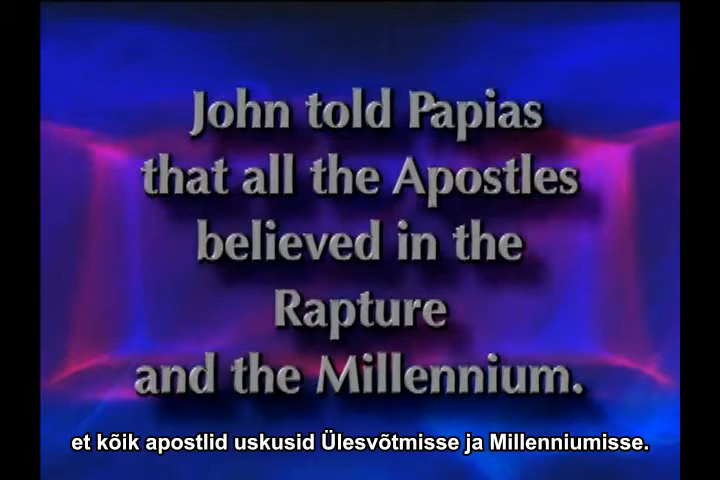 John told Papias
that all the Apostles
believed in the
Rapture
and the Millennium.
et kõik apostlid uskusid Ülesvõtmisse ja Millenniumisse.